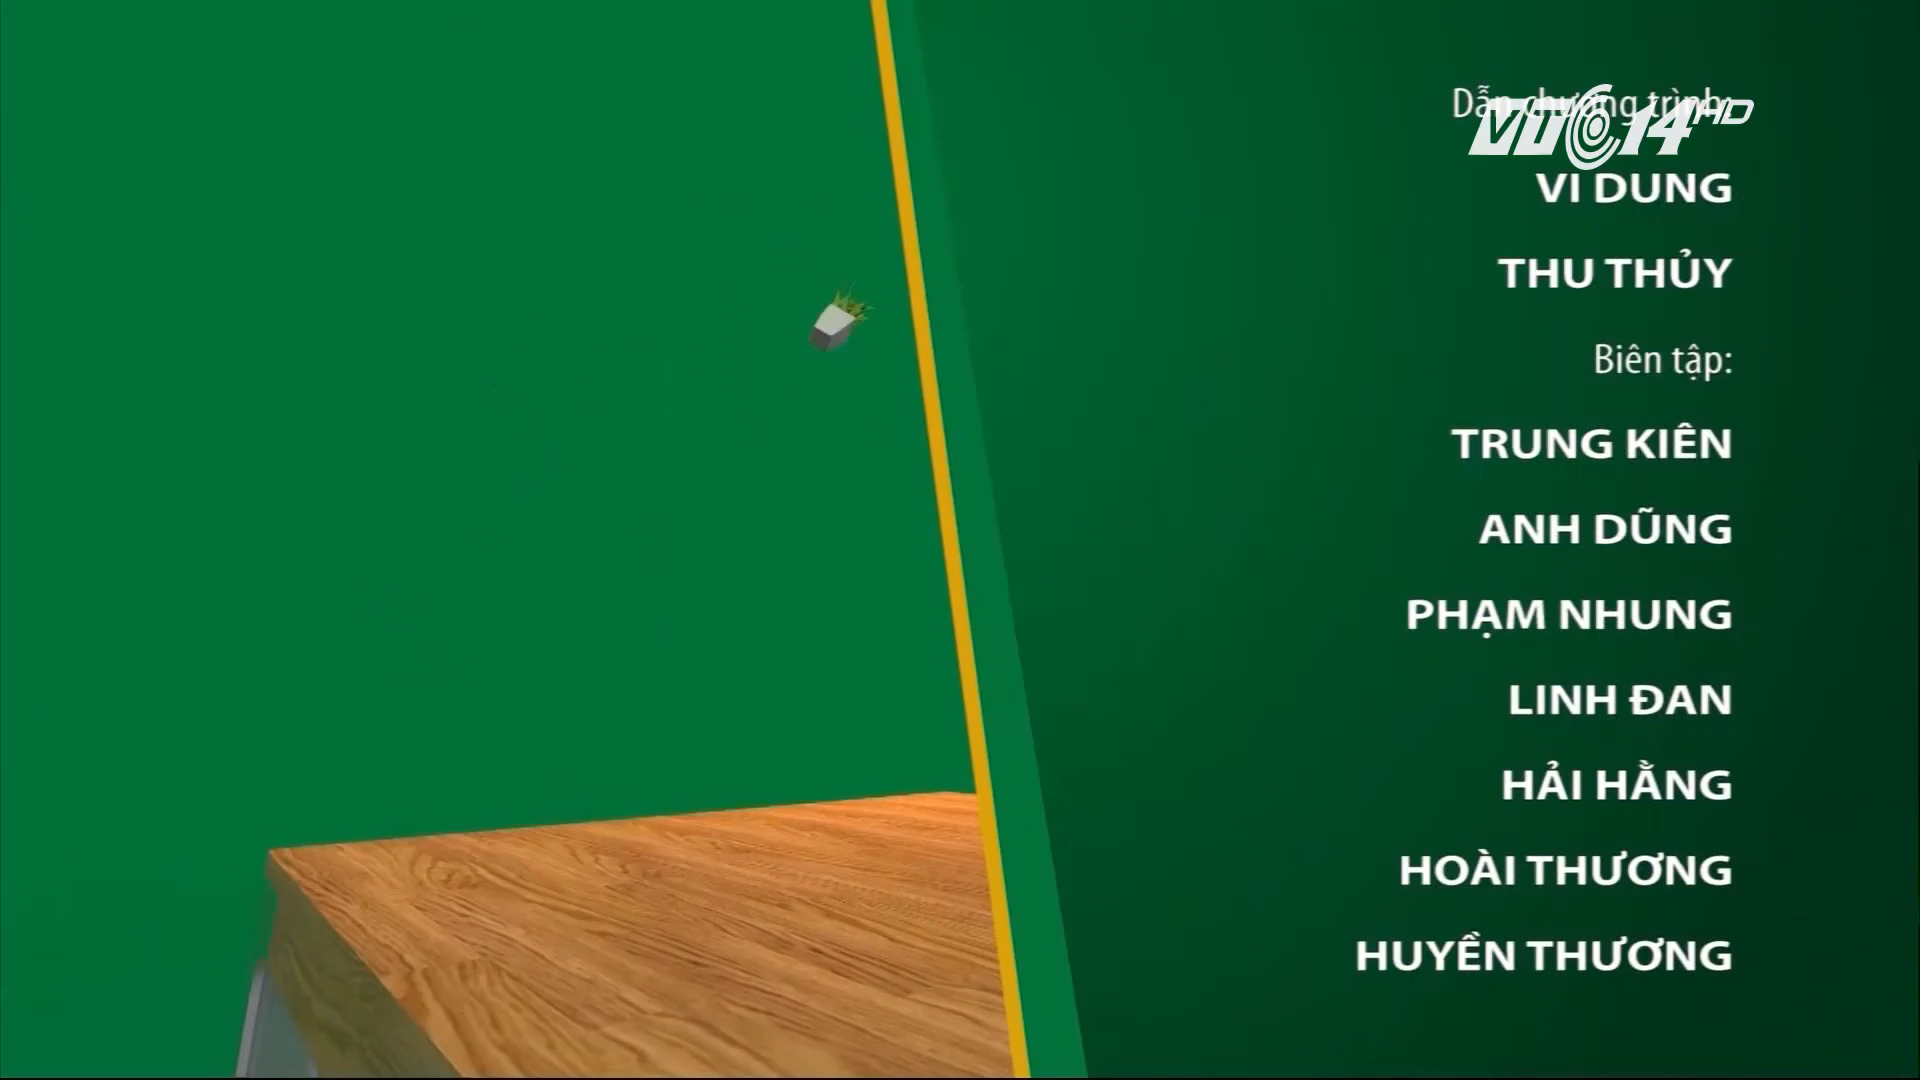 Dẫn chương trình:
VTC14 HD
VI DUNG
THU THỦY
Biên tập:
TRUNG KIÊN
ANH DŨNG
PHẠM NHUNG
LINH ĐAN
HẢI HẰNG
HOÀI THƯƠNG
HUYỀN THƯƠNG